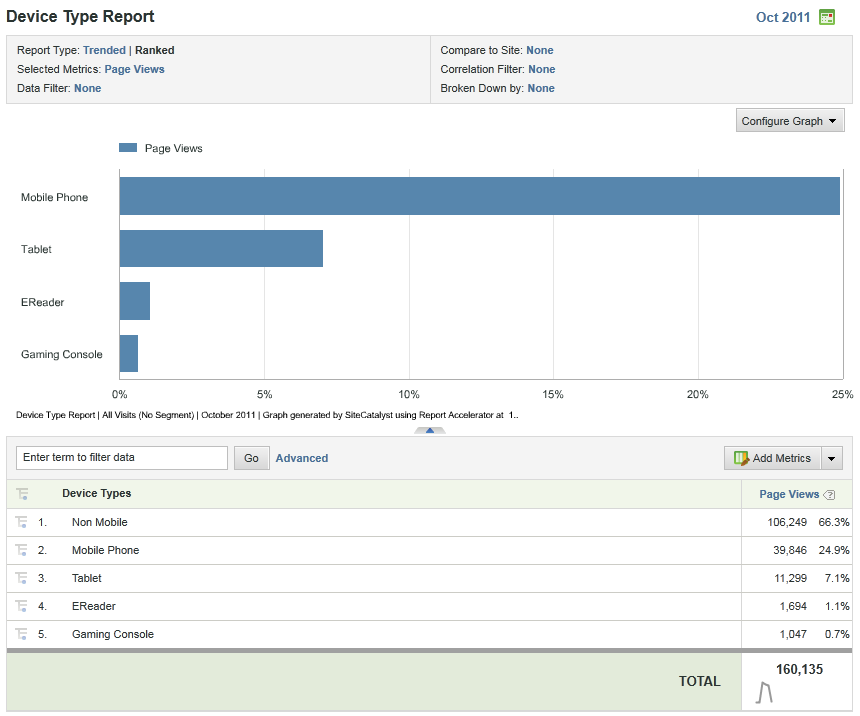 Device Type Report
Oct 2011
Report Type: Trended | Ranked
Compare to Site: None
Selected Metrics: Page Views
Correlation Filter: None
Data Filter: None
Broken Down by: None
Configure Graph
Page Views
Mobile Phone
Tablet
EReader
Gaming Console
0% 5% 10% 15% 20% 25%
Device Type Report | All Visits (No Segment) | October 2011 | Graph generated by SiteCatalyst using Report Accelerator at 1..
Enter term to filter data Go Advanced Add Metrics
Device Types Page Views ?
1. Non Mobile 106,249 66.3%
2. Mobile Phone 39,846 24.9%
3. Tablet 11,299 7.1%
4. EReader 1,694 1.1%
5. Gaming Console 1,047 0.7%
TOTAL 160,135